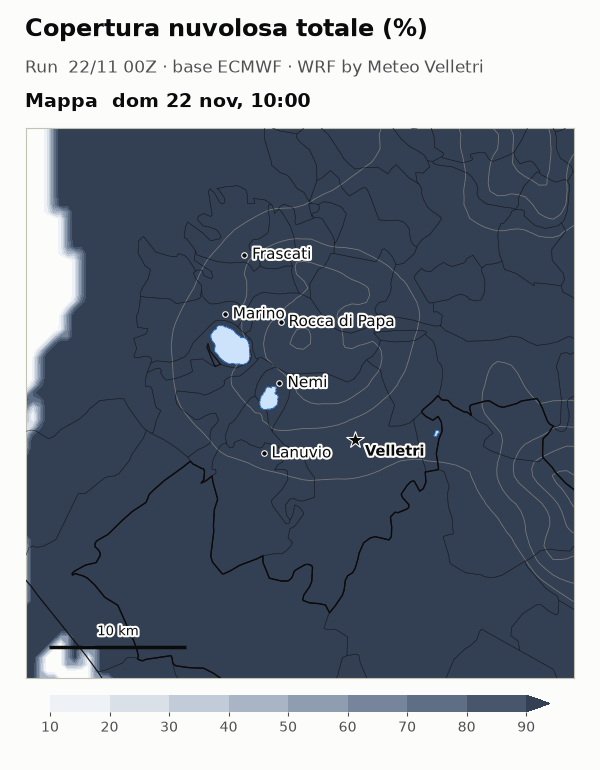 Copertura nuvolosa totale (%)
Run  22/11 00Z · base ECMWF · WRF by Meteo Velletri
Mappa  dom 22 nov, 10:00
Frascati
Marino
Rocca di Papa
Nemi
Velletri
Lanuvio
10 km
10 20 30 40 50 60 70 80 90